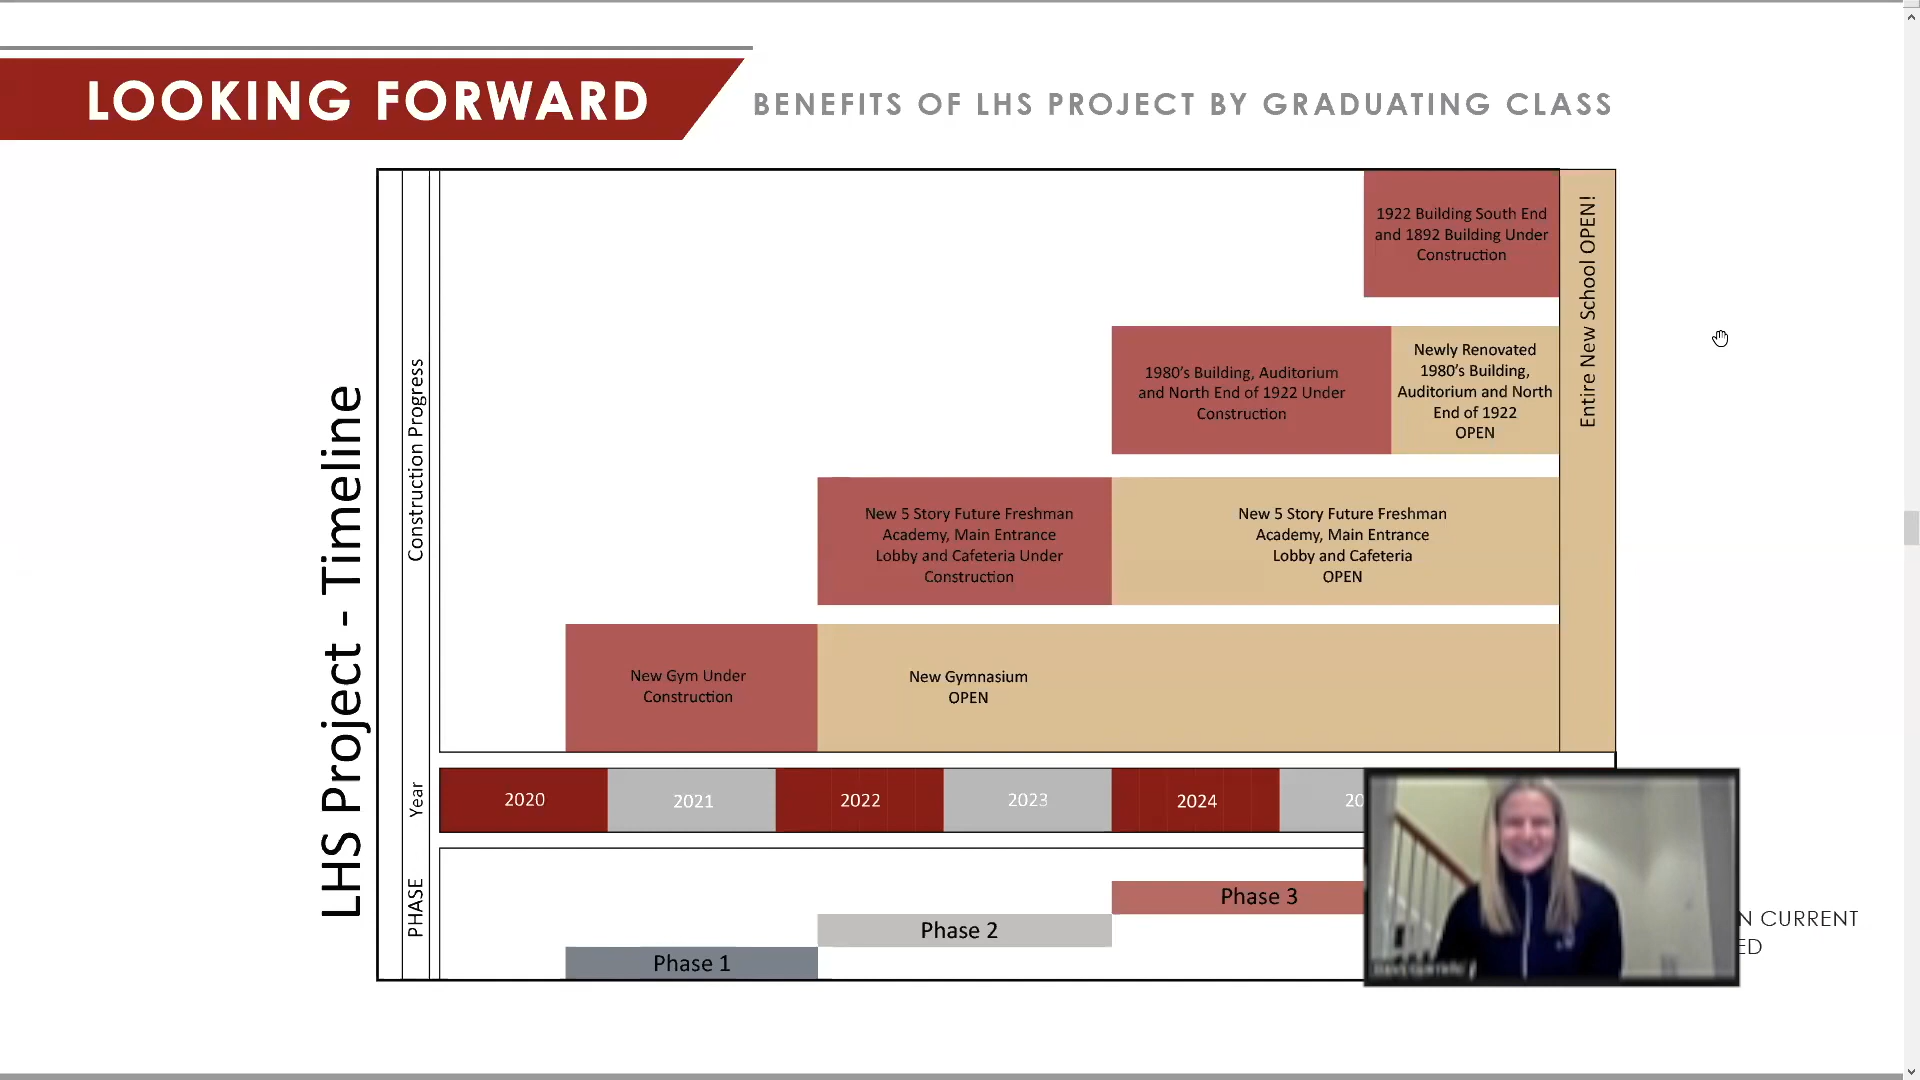 LOOKING FORWARD
BENEFITS OF LHS PROJECT BY GRADUATING CLASS
LHS Project - Timeline
Construction Progress
1922 Building South End
and 1892 Building Under
Construction
Entire New School OPEN!
1980's Building, Auditorium
and North End of 1922 Under
Construction
Newly Renovated
1980's Building,
Auditorium and North
End of 1922
OPEN
New 5 Story Future Freshman
Academy, Main Entrance
Lobby and Cafeteria Under
Construction
New 5 Story Future Freshman
Academy, Main Entrance
Lobby and Cafeteria
OPEN
New Gym Under
Construction
New Gymnasium
OPEN
Year
2020
2021
2022
2023
2024
20
PHASE
Phase 3
Phase 2
Phase 1
N CURRENT
ED